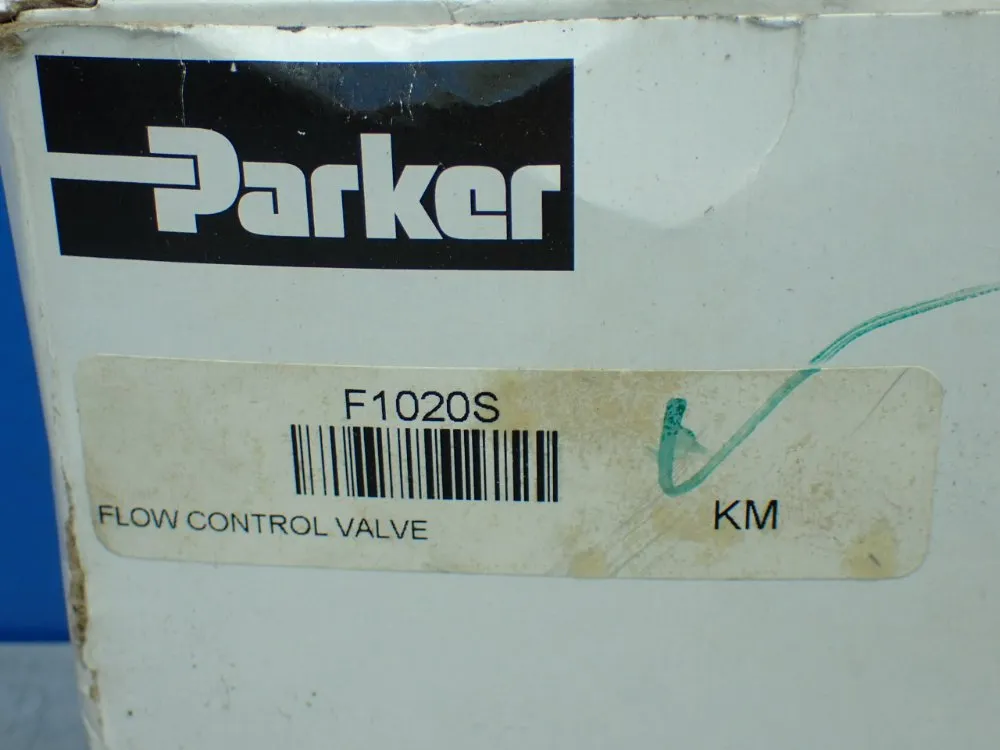 Parker
F1020S
FLOW CONTROL VALVE
KM